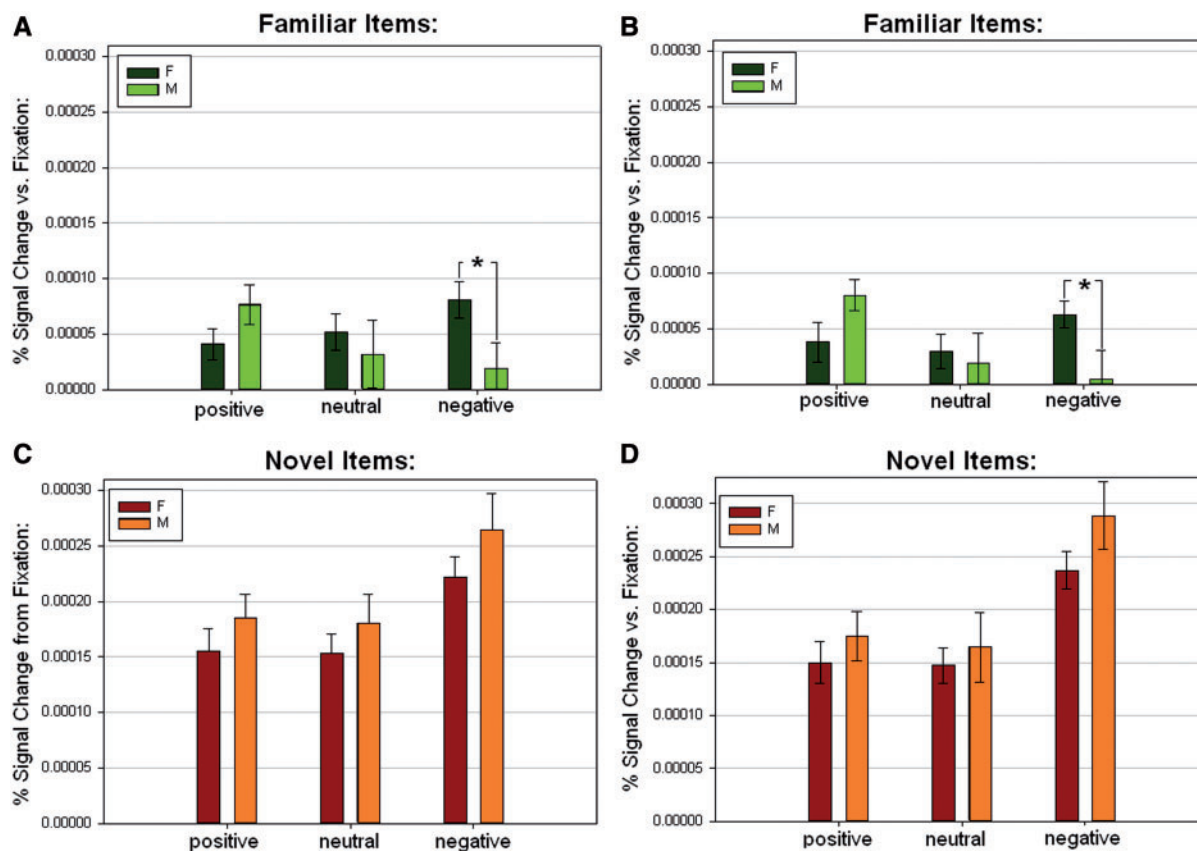 A
Familiar Items:
F
M
% Signal Change vs. Fixation:
0.00030
0.00025
0.00020
0.00015
0.00010
0.00005
0.00000
*
positive neutral negative
B
Familiar Items:
F
M
% Signal Change vs. Fixation:
0.00030
0.00025
0.00020
0.00015
0.00010
0.00005
0.00000
*
positive neutral negative
C
Novel Items:
F
M
% Signal Change from Fixation:
0.00030
0.00025
0.00020
0.00015
0.00010
0.00005
0.00000
positive neutral negative
D
Novel Items:
F
M
% Signal Change vs. Fixation:
0.00030
0.00025
0.00020
0.00015
0.00010
0.00005
0.00000
positive neutral negative